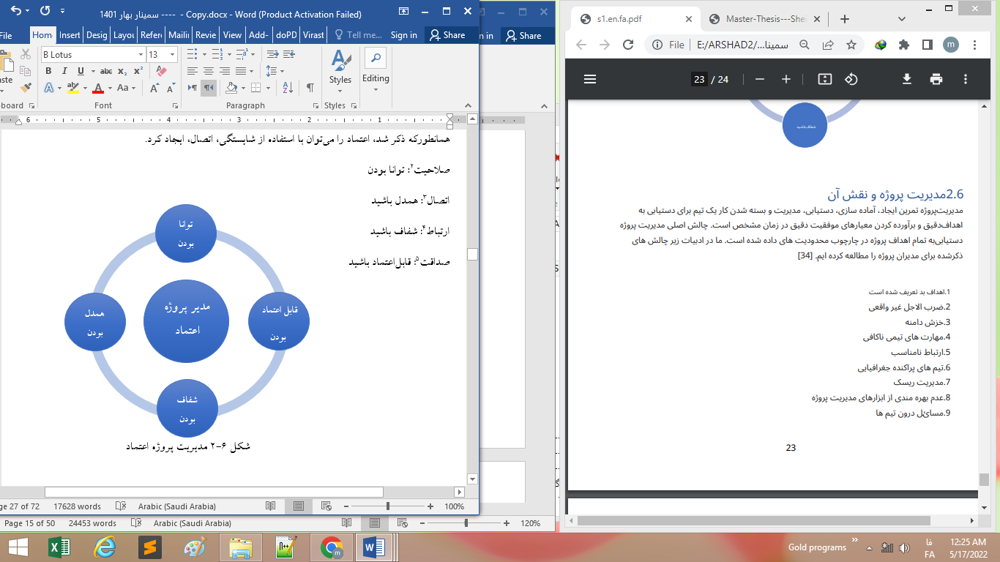 سمینار بهار 1401 ---- - Copy.docx - Word (Product Activation Failed)
File
Hom
Insert
Desig
Layou
Refere
Mailin
Revie
View
Add-
doPD
Virast
Tell me...
Sign in
Share
B Lotus
13
B I U abc x₂ x²
Aa
Styles
Editing
Font
Paragraph
Styles
6 5 4 3 2 1
همانطورکه ذکر شد، اعتماد را می‌توان با استفاده از شایستگی، اتصال، ایجاد کرد.
صلاحیت۲: توانا بودن
اتصال۳: همدل باشید
ارتباط۴: شفاف باشید
صداقت۵: قابل‌اعتماد باشید
توانا
بودن
مدیر پروژه
اعتماد
همدل
بودن
قابل اعتماد
بودن
شفاف
بودن
شکل ۶-۲ مدیریت پروژه اعتماد
ge 27 of 72
17628 words
Arabic (Saudi Arabia)
100%
Share
Page 15 of 50
24453 words
Arabic (Saudi Arabia)
120%
s1.en.fa.pdf
Master-Thesis---She
File
E:/ARSHAD2/سمینا...
m
23 / 24
شفاف باشید
2.6مدیریت پروژه و نقش آن
مدیریت‌پروژه تمرین ایجاد، آماده سازی، دستیابی، مدیریت و بسته شدن کار یک تیم برای دستیابی به
اهداف‌دقیق و برآورده کردن معیارهای موفقیت دقیق در زمان مشخص است. چالش اصلی مدیریت پروژه
دستیابی‌به تمام اهداف پروژه در چارچوب محدودیت های داده شده است. ما در ادبیات زیر چالش های
ذکرشده برای مدیران پروژه را مطالعه کرده ایم. [34]
1.اهداف بد تعریف شده است
2.ضرب الاجل غیر واقعی
3.خزش دامنه
4.مهارت های تیمی ناکافی
5.ارتباط نامناسب
6.تیم های پراکنده جغرافیایی
7.مدیریت ریسک
8.عدم بهره مندی از ابزارهای مدیریت پروژه
9.مسائل درون تیم ها
23
Gold programs
فا
FA
12:25 AM
5/17/2022